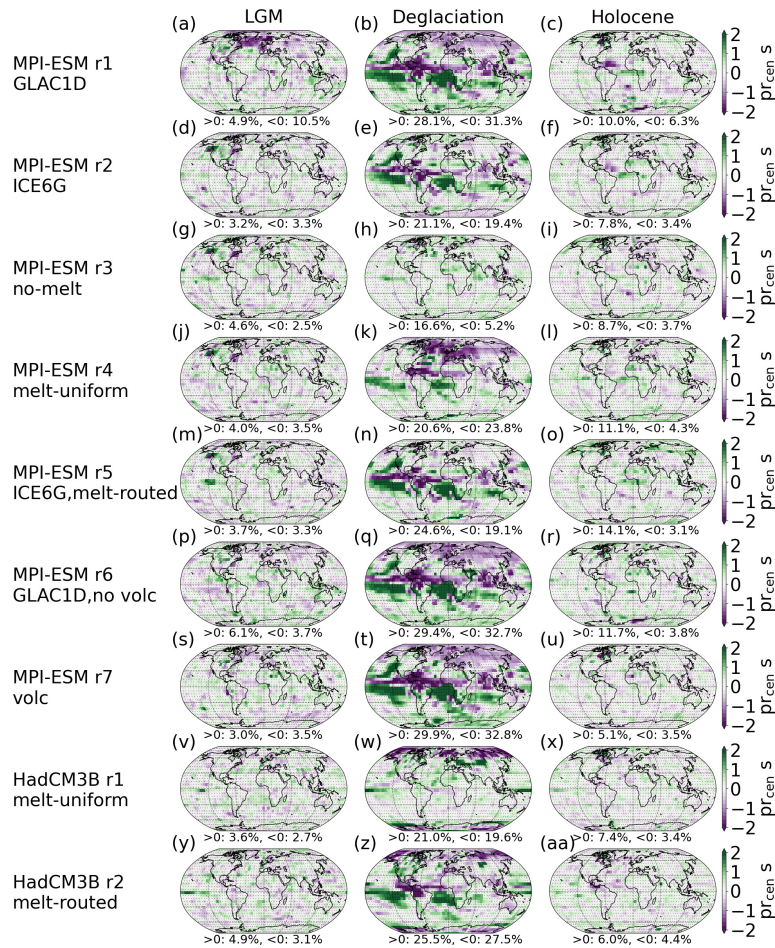 LGM Deglaciation Holocene
(a) (b) (c)
MPI-ESM r1
GLAC1D
2
1
0
−1
−2
pr_cen s
>0: 4.9%, <0: 10.5% >0: 28.1%, <0: 31.3% >0: 10.0%, <0: 6.3%
(d) (e) (f)
MPI-ESM r2
ICE6G
2
1
0
−1
−2
pr_cen s
>0: 3.2%, <0: 3.3% >0: 21.1%, <0: 19.4% >0: 7.8%, <0: 3.4%
(g) (h) (i)
MPI-ESM r3
no-melt
2
1
0
−1
−2
pr_cen s
>0: 4.6%, <0: 2.5% >0: 16.6%, <0: 5.2% >0: 8.7%, <0: 3.7%
(j) (k) (l)
MPI-ESM r4
melt-uniform
2
1
0
−1
−2
pr_cen s
>0: 4.0%, <0: 3.5% >0: 20.6%, <0: 23.8% >0: 11.1%, <0: 4.3%
(m) (n) (o)
MPI-ESM r5
ICE6G,melt-routed
2
1
0
−1
−2
pr_cen s
>0: 3.7%, <0: 3.3% >0: 24.6%, <0: 19.1% >0: 14.1%, <0: 3.1%
(p) (q) (r)
MPI-ESM r6
GLAC1D,no volc
2
1
0
−1
−2
pr_cen s
>0: 6.1%, <0: 3.7% >0: 29.4%, <0: 32.7% >0: 11.7%, <0: 3.8%
(s) (t) (u)
MPI-ESM r7
volc
2
1
0
−1
−2
pr_cen s
>0: 3.0%, <0: 3.5% >0: 29.9%, <0: 32.8% >0: 5.1%, <0: 3.5%
(v) (w) (x)
HadCM3B r1
melt-uniform
2
1
0
−1
−2
pr_cen s
>0: 3.6%, <0: 2.7% >0: 21.0%, <0: 19.6% >0: 7.4%, <0: 3.4%
(y) (z) (aa)
HadCM3B r2
melt-routed
2
1
0
−1
−2
pr_cen s
>0: 4.9%, <0: 3.1% >0: 25.5%, <0: 27.5% >0: 6.0%, <0: 4.4%